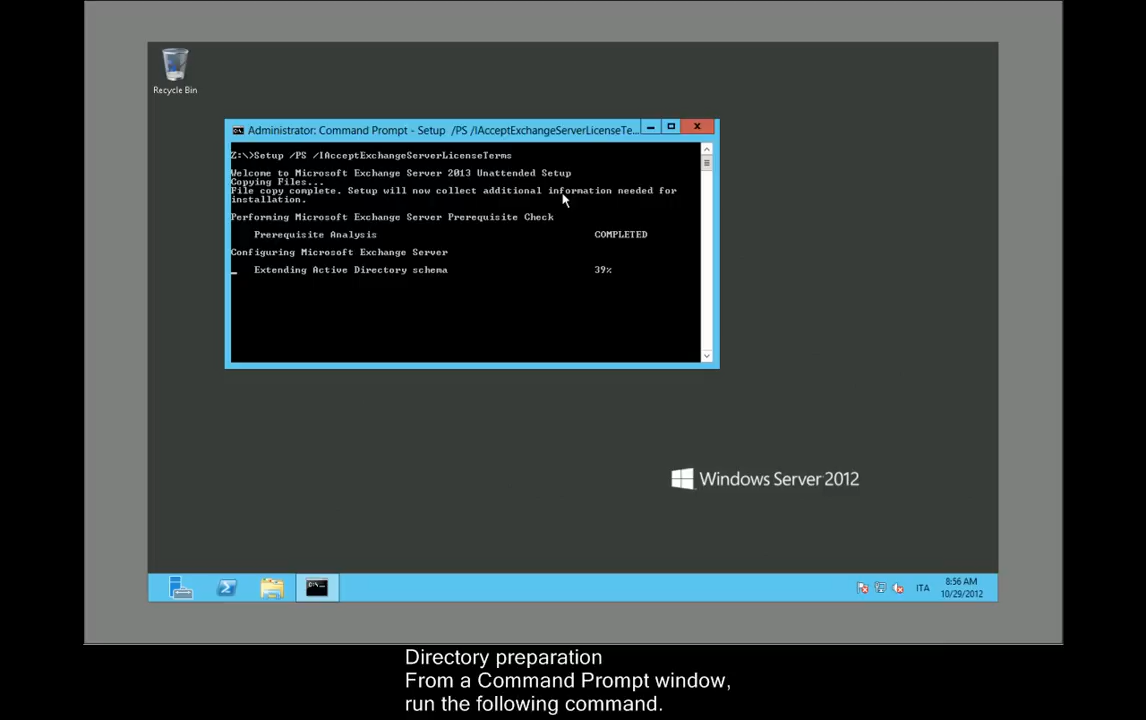 Recycle Bin
Administrator: Command Prompt - Setup /PS /IAcceptExchangeServerLicenseTe...
Z:\>Setup /PS /IAcceptExchangeServerLicenseTerms
Welcome to Microsoft Exchange Server 2013 Unattended Setup
Copying Files...
File copy complete. Setup will now collect additional information needed for
installation.
Performing Microsoft Exchange Server Prerequisite Check
Prerequisite Analysis COMPLETED
Configuring Microsoft Exchange Server
Extending Active Directory schema 39%
Windows Server 2012
ITA
8:56 AM
10/29/2012
Directory preparation
From a Command Prompt window,
run the following command.